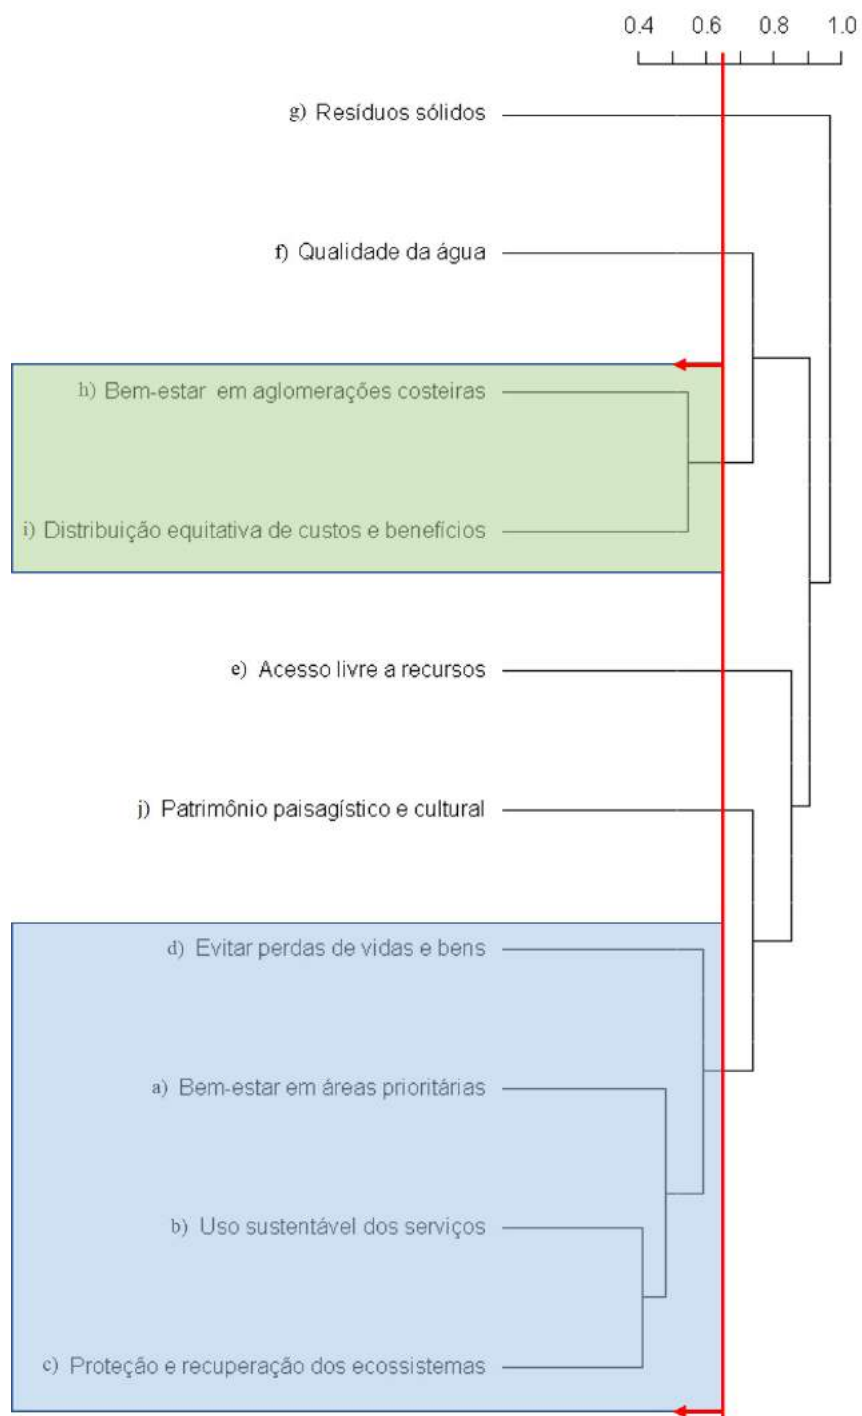 0.4 0.6 0.8 1.0
g) Resíduos sólidos
f) Qualidade da água
h) Bem-estar em aglomerações costeiras
i) Distribuição equitativa de custos e benefícios
e) Acesso livre a recursos
j) Patrimônio paisagístico e cultural
d) Evitar perdas de vidas e bens
a) Bem-estar em áreas prioritárias
b) Uso sustentável dos serviços
c) Proteção e recuperação dos ecossistemas